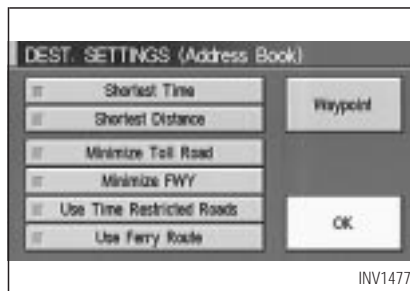 DEST. SETTINGS (Address Book)
Shortest Time
Shortest Distance
Waypoint
Minimize Toll Road
Minimize FWY
Use Time Restricted Roads
Use Ferry Route
OK
INV1477